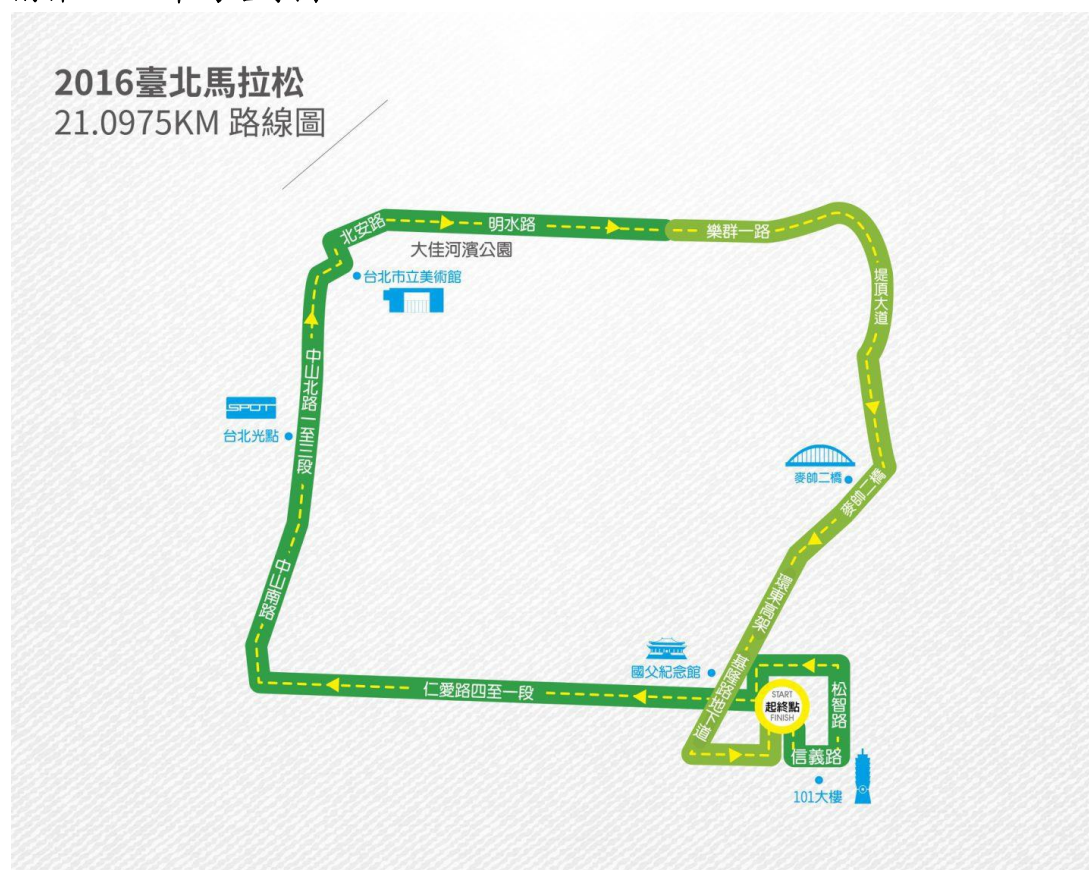 2016臺北馬拉松
21.0975KM 路線圖
北安路
明水路
樂群一路
大佳河濱公園
台北市立美術館
堤頂大道
中山北路一至三段
SPOT
台北光點
麥帥二橋
麥帥二橋
環東高架
中山南路
基隆路地下道
國父紀念館
仁愛路四至一段
START
起終點
FINISH
松智路
信義路
101大樓